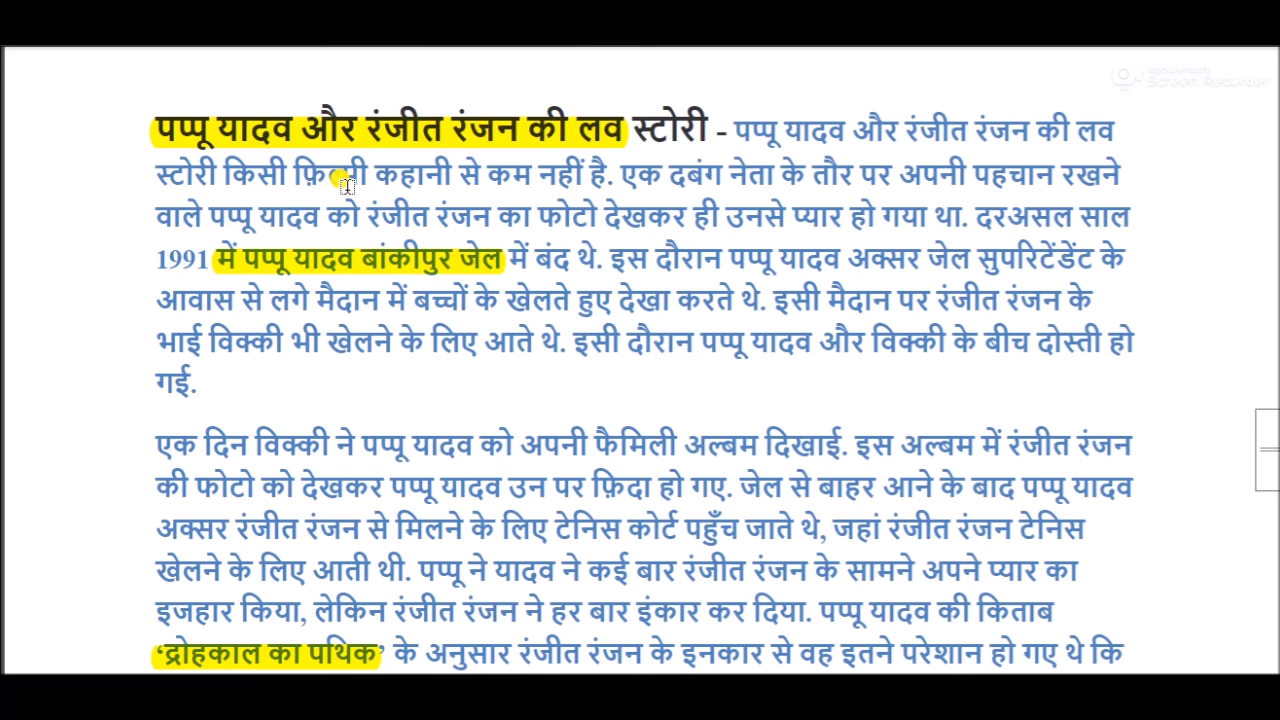 पप्पू यादव और रंजीत रंजन की लव स्टोरी - पप्पू यादव और रंजीत रंजन की लव
स्टोरी किसी कहानी से कम नहीं है. एक दबंग नेता के तौर पर अपनी पहचान रखने
वाले पप्पू यादव को रंजीत रंजन का फोटो देखकर ही उनसे प्यार हो गया था. दरअसल साल
1991 में पप्पू यादव बांकीपुर जेल में बंद थे. इस दौरान पप्पू यादव अक्सर जेल सुपरिटेंडेंट के
आवास से लगे मैदान में बच्चों के खेलते हुए देखा करते थे. इसी मैदान पर रंजीत रंजन के
भाई विक्की भी खेलने के लिए आते थे. इसी दौरान पप्पू यादव और विक्की के बीच दोस्ती हो
गई.
एक दिन विक्की ने पप्पू यादव को अपनी फैमिली अल्बम दिखाई. इस अल्बम में रंजीत रंजन
की फोटो को देखकर पप्पू यादव उन पर फ़िदा हो गए. जेल से बाहर आने के बाद पप्पू यादव
अक्सर रंजीत रंजन से मिलने के लिए टेनिस कोर्ट पहुँच जाते थे, जहां रंजीत रंजन टेनिस
खेलने के लिए आती थी. पप्पू ने यादव ने कई बार रंजीत रंजन के सामने अपने प्यार का
इजहार किया, लेकिन रंजीत रंजन ने हर बार इंकार कर दिया. पप्पू यादव की किताब
‘द्रोहकाल का पथिक’ के अनुसार रंजीत रंजन के इनकार से वह इतने परेशान हो गए थे कि
Screen Recorder